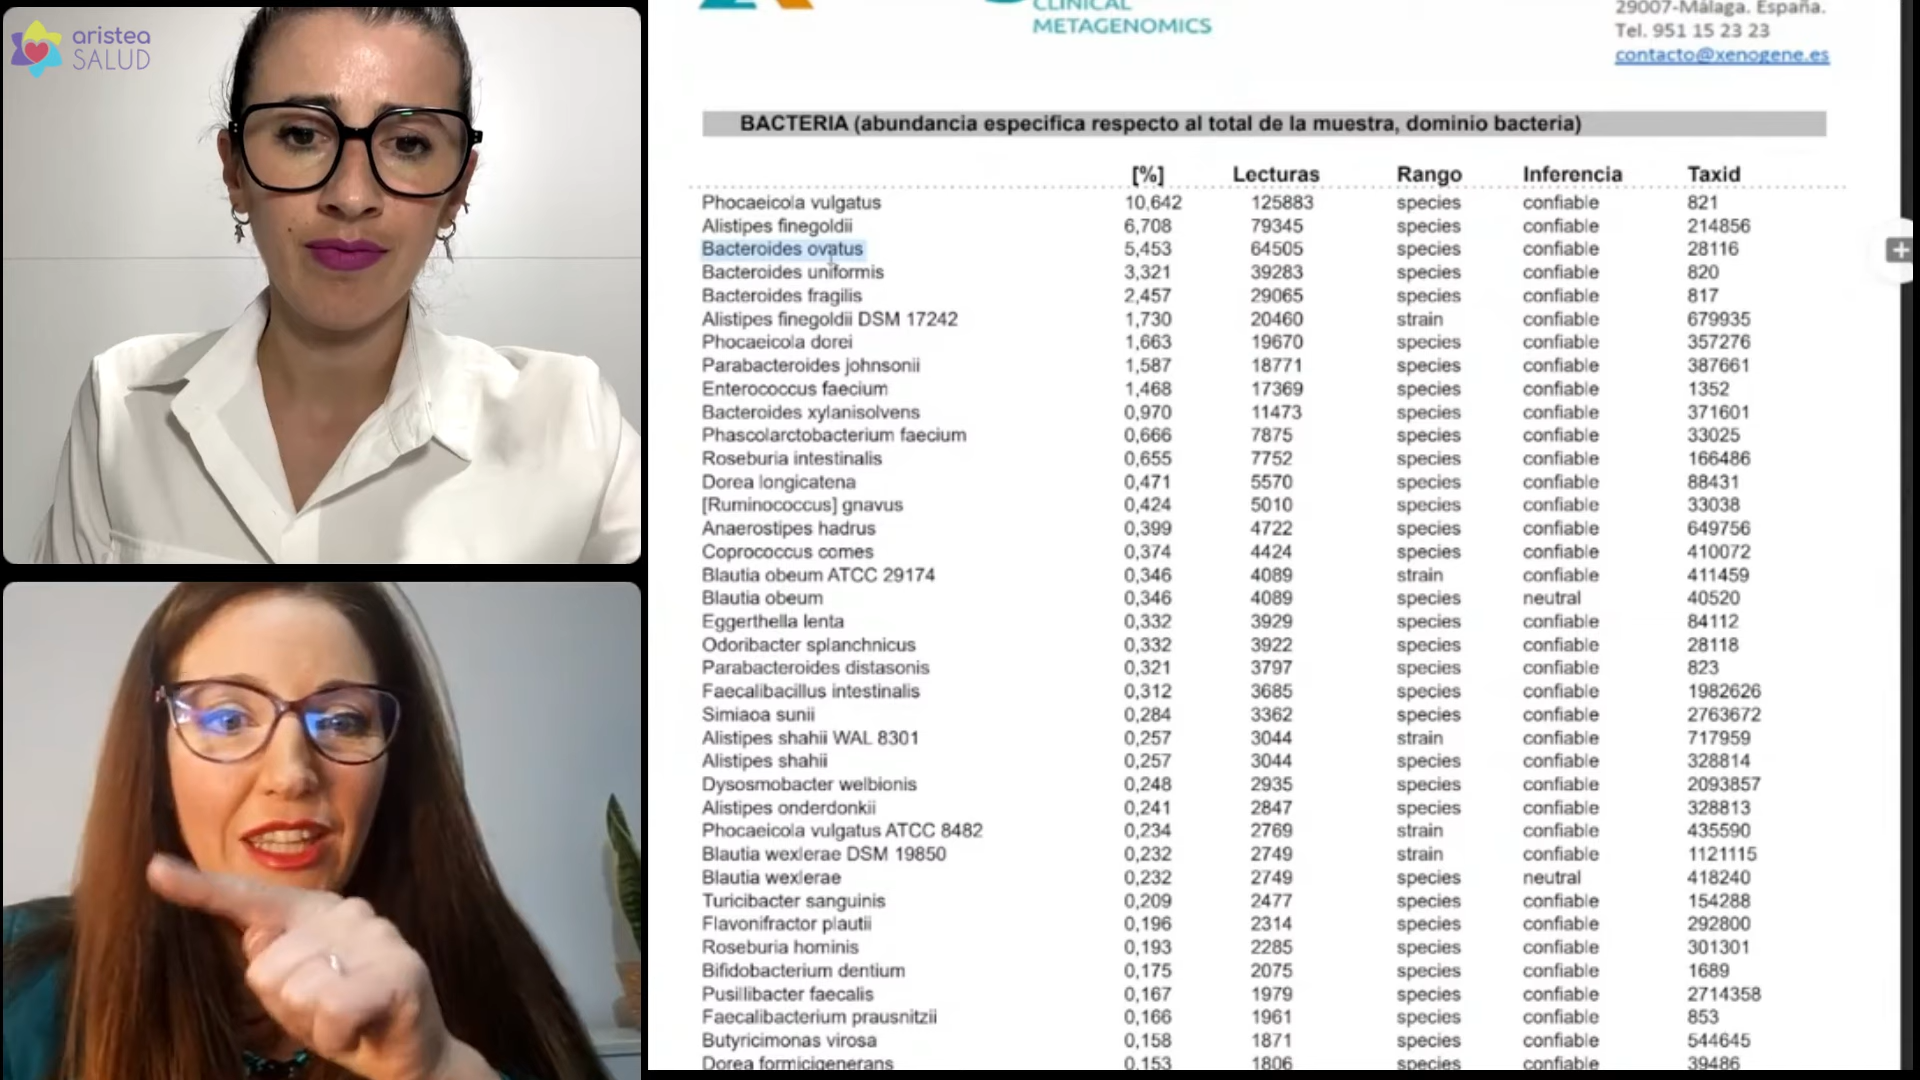 aristea
SALUD
CLINICAL
METAGENOMICS
29007-Málaga. España.
Tel. 951 15 23 23
contacto@xenogene.es
BACTERIA (abundancia especifica respecto al total de la muestra, dominio bacteria)
[%] Lecturas Rango Inferencia Taxid
Phocaeicola vulgatus 10,642 125883 species confiable 821
Alistipes finegoldii 6,708 79345 species confiable 214856
Bacteroides ovatus 5,453 64505 species confiable 28116
Bacteroides uniformis 3,321 39283 species confiable 820
Bacteroides fragilis 2,457 29065 species confiable 817
Alistipes finegoldii DSM 17242 1,730 20460 strain confiable 679935
Phocaeicola dorei 1,663 19670 species confiable 357276
Parabacteroides johnsonii 1,587 18771 species confiable 387661
Enterococcus faecium 1,468 17369 species confiable 1352
Bacteroides xylanisolvens 0,970 11473 species confiable 371601
Phascolarctobacterium faecium 0,666 7875 species confiable 33025
Roseburia intestinalis 0,655 7752 species confiable 166486
Dorea longicatena 0,471 5570 species confiable 88431
[Ruminococcus] gnavus 0,424 5010 species confiable 33038
Anaerostipes hadrus 0,399 4722 species confiable 649756
Coprococcus comes 0,374 4424 species confiable 410072
Blautia obeum ATCC 29174 0,346 4089 strain confiable 411459
Blautia obeum 0,346 4089 species neutral 40520
Eggerthella lenta 0,332 3929 species confiable 84112
Odoribacter splanchnicus 0,332 3922 species confiable 28118
Parabacteroides distasonis 0,321 3797 species confiable 823
Faecalibacillus intestinalis 0,312 3685 species confiable 1982626
Simiaoa sunii 0,284 3362 species confiable 2763672
Alistipes shahii WAL 8301 0,257 3044 strain confiable 717959
Alistipes shahii 0,257 3044 species confiable 328814
Dysosmobacter welbionis 0,248 2935 species confiable 2093857
Alistipes onderdonkii 0,241 2847 species confiable 328813
Phocaeicola vulgatus ATCC 8482 0,234 2769 strain confiable 435590
Blautia wexlerae DSM 19850 0,232 2749 strain confiable 1121115
Blautia wexlerae 0,232 2749 species neutral 418240
Turicibacter sanguinis 0,209 2477 species confiable 154288
Flavonifractor plautii 0,196 2314 species confiable 292800
Roseburia hominis 0,193 2285 species confiable 301301
Bifidobacterium dentium 0,175 2075 species confiable 1689
Pusillibacter faecalis 0,167 1979 species confiable 2714358
Faecalibacterium prausnitzii 0,166 1961 species confiable 853
Butyricimonas virosa 0,158 1871 species confiable 544645
Dorea formicigenerans 0,153 1806 species confiable 39486